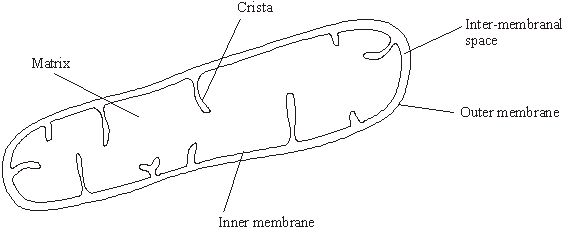 Crista
Inter-membranal
space
Matrix
Outer membrane
Inner membrane